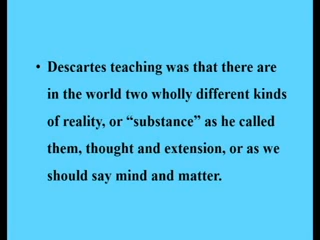 • Descartes teaching was that there are
in the world two wholly different kinds
of reality, or “substance” as he called
them, thought and extension, or as we
should say mind and matter.